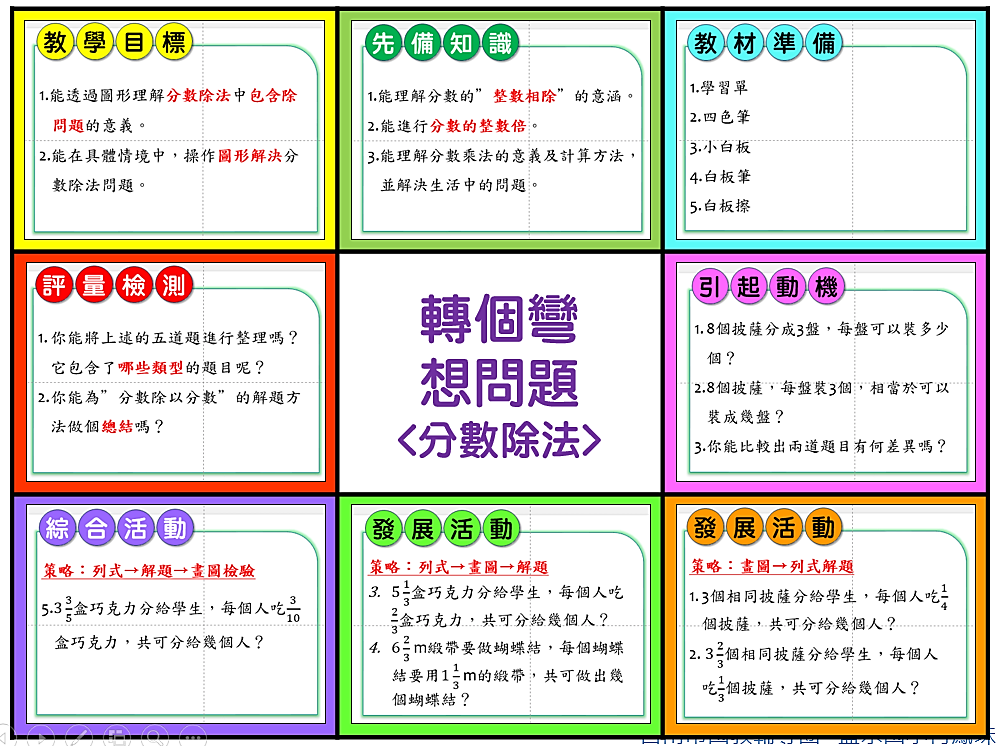 教學目標
1.能透過圖形理解分數除法中包含除
問題的意義。
2.能在具體情境中，操作圖形解決分
數除法問題。
先備知識
1.能理解分數的”整數相除”的意涵。
2.能進行分數的整數倍。
3.能理解分數乘法的意義及計算方法，
並解決生活中的問題。
教材準備
1.學習單
2.四色筆
3.小白板
4.白板筆
5.白板擦
評量檢測
1.你能將上述的五道題進行整理嗎？
它包含了哪些類型的題目呢？
2.你能為”分數除以分數”的解題方
法做個總結嗎？
轉個彎
想問題
<分數除法>
引起動機
1.8個披薩分成3盤，每盤可以裝多少
個？
2.8個披薩，每盤裝3個，相當於可以
裝成幾盤？
3.你能比較出兩道題目有何差異嗎？
綜合活動
策略：列式→解題→畫圖檢驗
5.3 3/5盒巧克力分給學生，每個人吃3/10
盒巧克力，共可分給幾個人？
發展活動
策略：列式→畫圖→解題
3. 5 1/3盒巧克力分給學生，每個人吃
2/3盒巧克力，共可分給幾個人？
4. 6 2/3 m緞帶要做蝴蝶結，每個蝴蝶
結要用1 1/3 m的緞帶，共可做出幾
個蝴蝶結？
發展活動
策略：畫圖→列式解題
1.3個相同披薩分給學生，每個人吃1/4
個披薩，共可分給幾個人？
2. 3 2/3個相同披薩分給學生，每個人
吃1/3個披薩，共可分給幾個人？